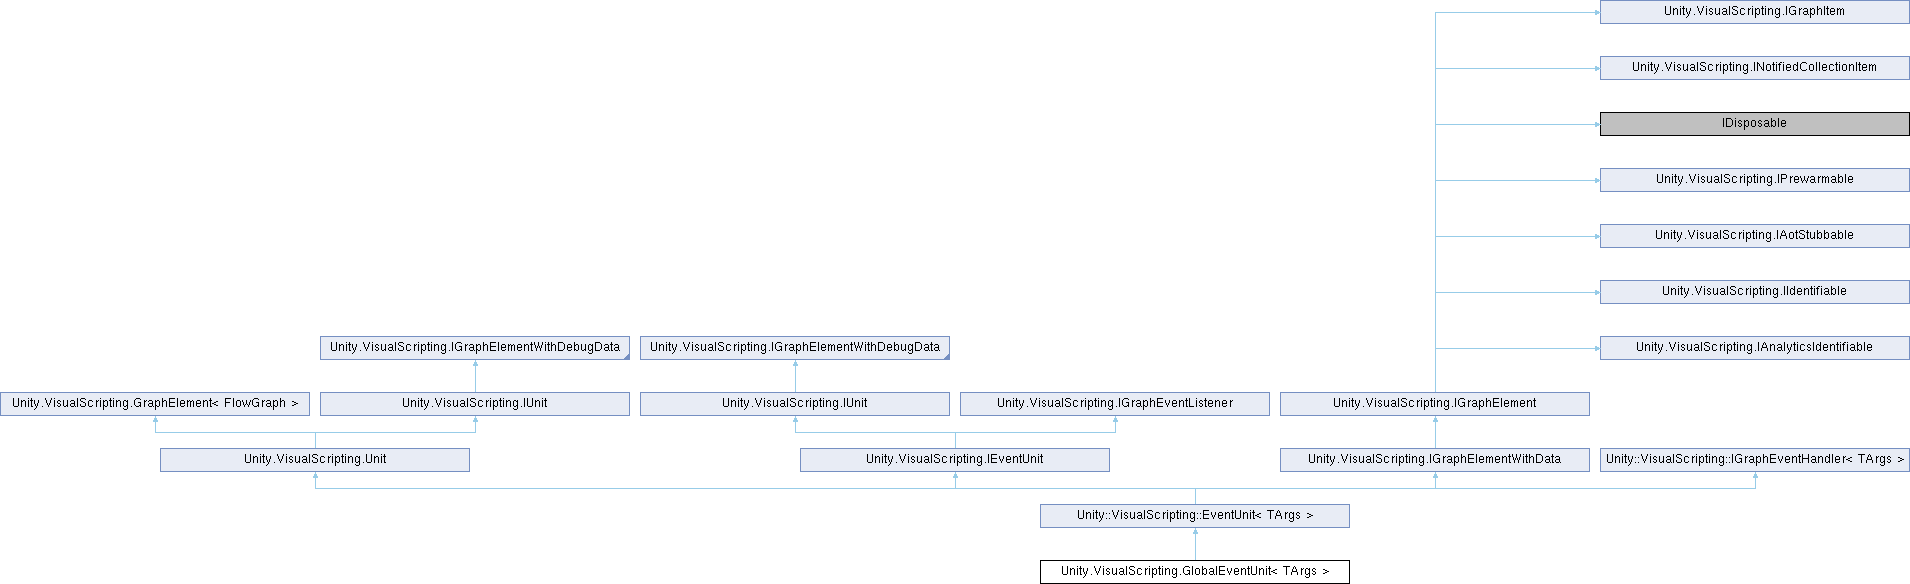 Unity.VisualScripting.IGraphItem
Unity.VisualScripting.INotifiedCollectionItem
IDisposable
Unity.VisualScripting.IPrewarmable
Unity.VisualScripting.IAotStubbable
Unity.VisualScripting.IIdentifiable
Unity.VisualScripting.IGraphElementWithDebugData
Unity.VisualScripting.IGraphElementWithDebugData
Unity.VisualScripting.IAnalyticsIdentifiable
Unity.VisualScripting.GraphElement< FlowGraph >
Unity.VisualScripting.IUnit
Unity.VisualScripting.IUnit
Unity.VisualScripting.IGraphEventListener
Unity.VisualScripting.IGraphElement
Unity.VisualScripting.Unit
Unity.VisualScripting.IEventUnit
Unity.VisualScripting.IGraphElementWithData
Unity::VisualScripting::IGraphEventHandler< TArgs >
Unity::VisualScripting::EventUnit< TArgs >
Unity.VisualScripting.GlobalEventUnit< TArgs >